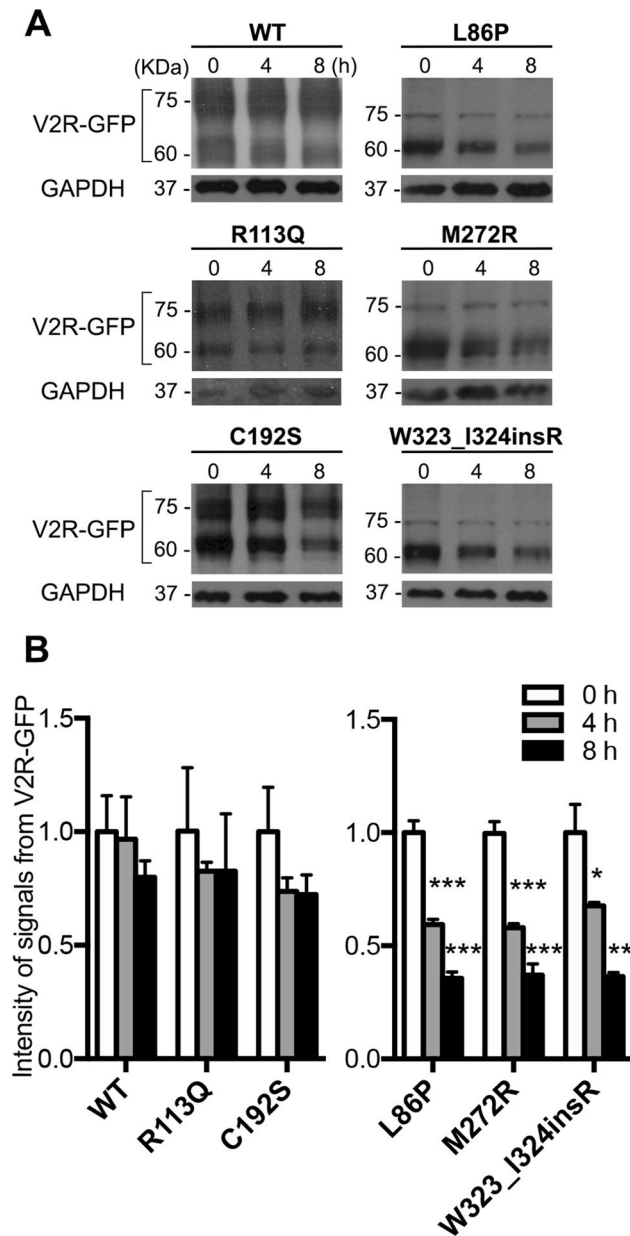 A
WT L86P
(KDa) 0 4 8 (h) 0 4 8
V2R-GFP 75 - 75 -
60 - 60 -
GAPDH 37 - 37 -
R113Q M272R
0 4 8 0 4 8
V2R-GFP 75 - 75 -
60 - 60 -
GAPDH 37 - 37 -
C192S W323_I324insR
0 4 8 0 4 8
V2R-GFP 75 - 75 -
60 - 60 -
GAPDH 37 - 37 -
B
Intensity of signals from V2R-GFP
0 h
4 h
8 h
1.5 1.5
1.0 1.0
0.5 0.5
0.0 0.0
*** *** *
*** *** **
WT R113Q C192S L86P M272R W323_I324insR